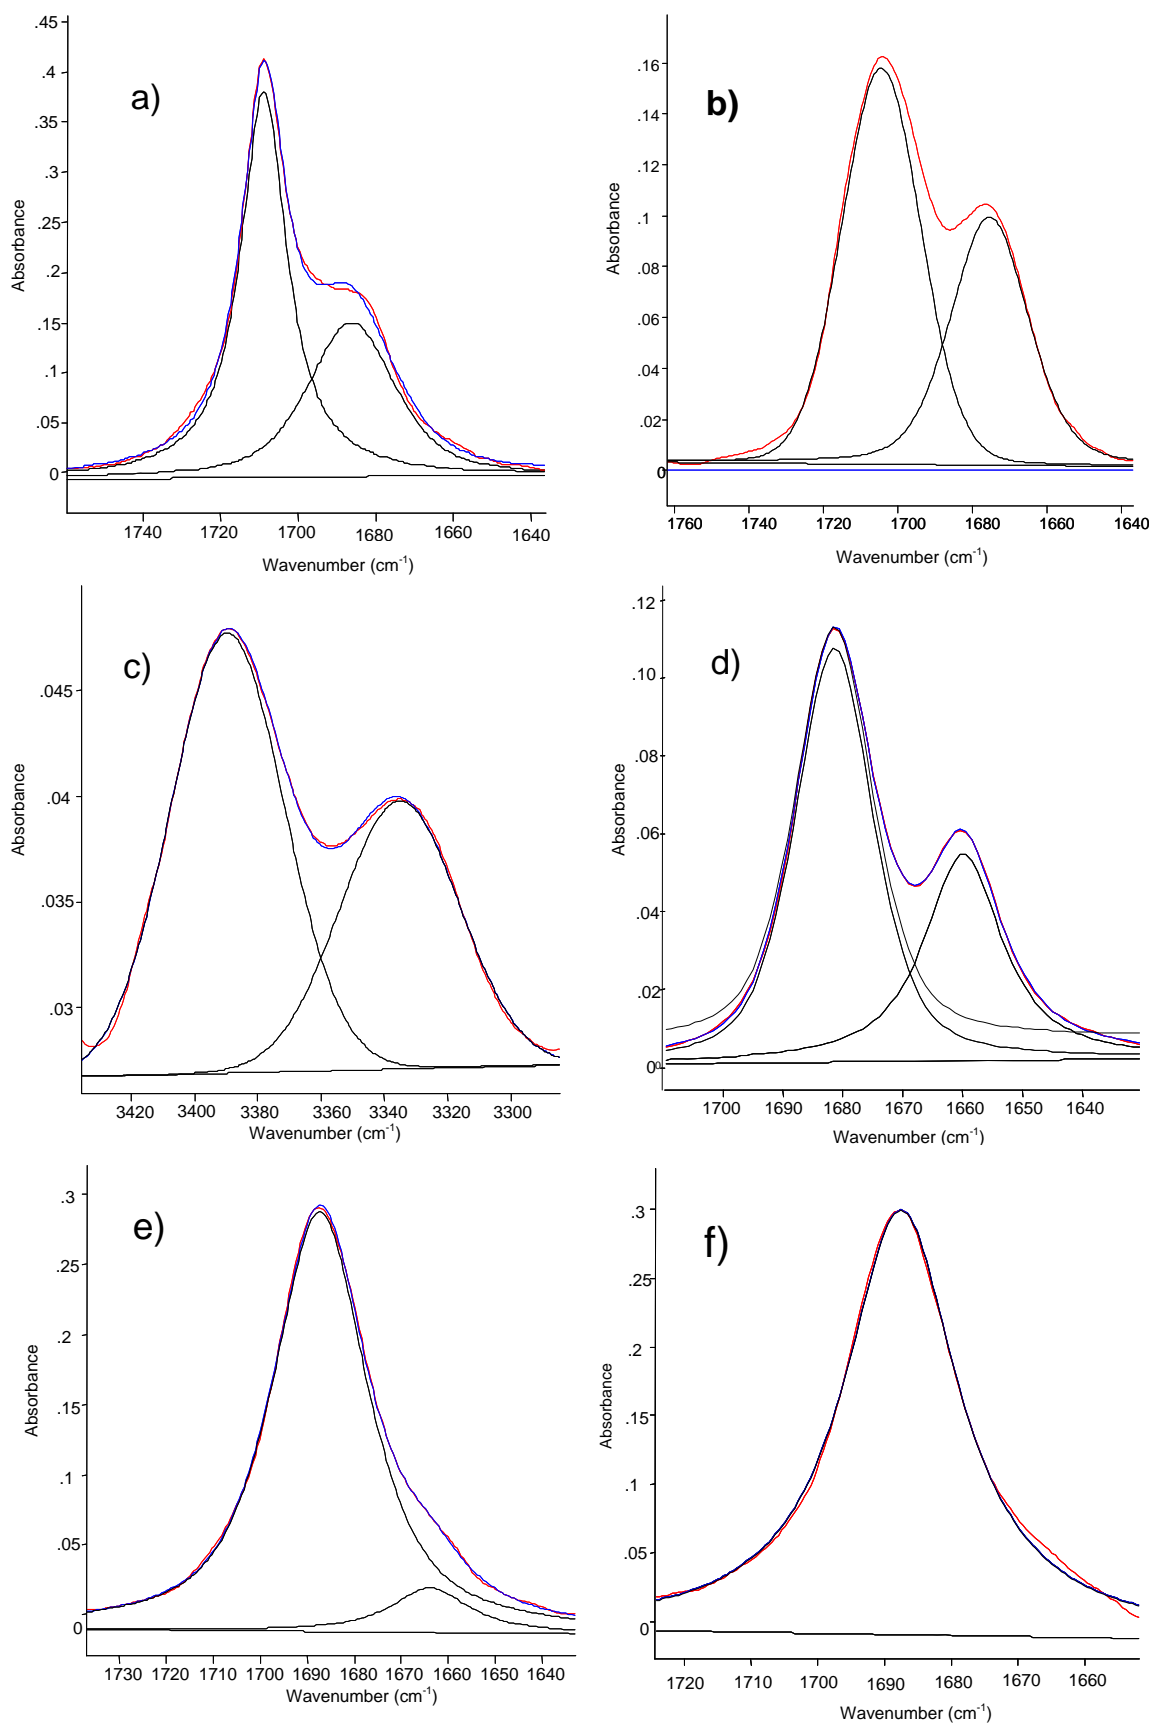 a)
Absorbance
.45
.4
.35
.3
.25
.2
.15
.1
.05
0
1740 1720 1700 1680 1660 1640
Wavenumber (cm-1)
b)
Absorbance
.16
.14
.12
.1
.08
.06
.04
.02
0
1760 1740 1720 1700 1680 1660 1640
Wavenumber (cm-1)
c)
Absorbance
.045
.04
.035
.03
3420 3400 3380 3360 3340 3320 3300
Wavenumber (cm-1)
d)
Absorbance
.12
.10
.08
.06
.04
.02
0
1700 1690 1680 1670 1660 1650 1640
Wavenumber (cm-1)
e)
Absorbance
.3
.25
.2
.15
.1
.05
0
1730 1720 1710 1700 1690 1680 1670 1660 1650 1640
Wavenumber (cm-1)
f)
Absorbance
.3
.25
.2
.15
.1
.05
0
1720 1710 1700 1690 1680 1670 1660
Wavenumber (cm-1)